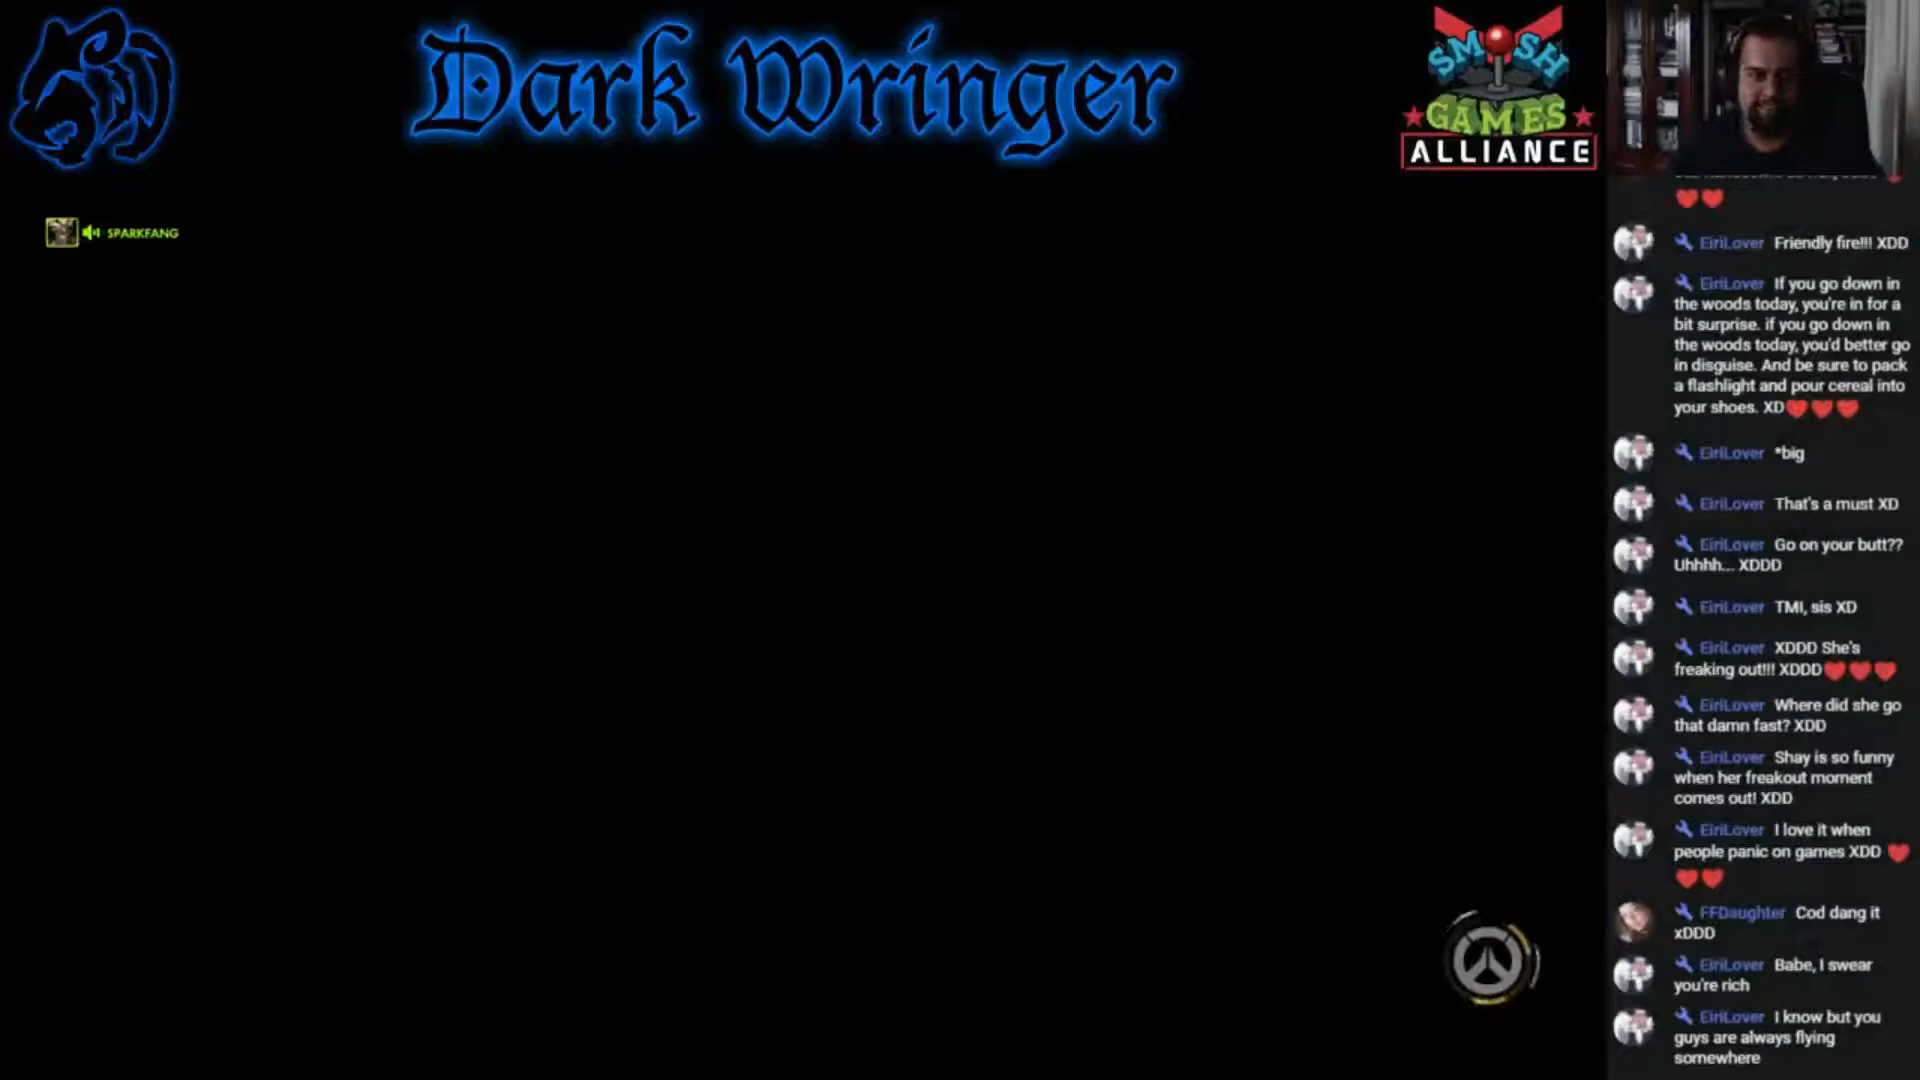 Dark Wringer
SMOSH
GAMES
ALLIANCE
SPARKFANG
EiriLover Friendly fire!!! XDD
EiriLover If you go down in
the woods today, you're in for a
bit surprise. if you go down in
the woods today, you'd better go
in disguise. And be sure to pack
a flashlight and pour cereal into
your shoes. XD❤❤❤
EiriLover *big
EiriLover That's a must XD
EiriLover Go on your butt??
Uhhhh... XDDD
EiriLover TMI, sis XD
EiriLover XDDD She's
freaking out!!! XDDD❤❤❤
EiriLover Where did she go
that damn fast? XDD
EiriLover Shay is so funny
when her freakout moment
comes out! XDD
EiriLover I love it when
people panic on games XDD ❤
❤❤
FFDaughter Cod dang it
xDDD
EiriLover Babe, I swear
you're rich
EiriLover I know but you
guys are always flying
somewhere